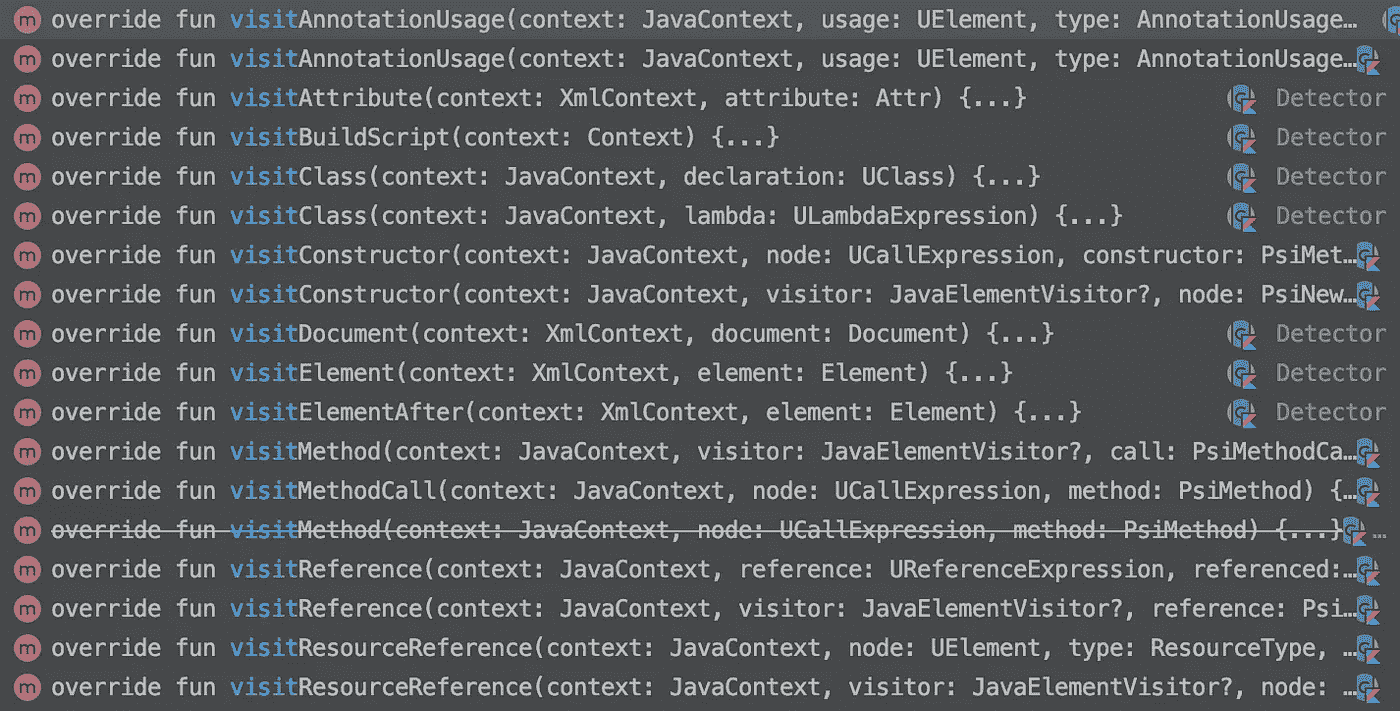 m override fun visitAnnotationUsage(context: JavaContext, usage: UElement, type: AnnotationUsage…
m override fun visitAnnotationUsage(context: JavaContext, usage: UElement, type: AnnotationUsage…
m override fun visitAttribute(context: XmlContext, attribute: Attr) {...} Detector
m override fun visitBuildScript(context: Context) {...} Detector
m override fun visitClass(context: JavaContext, declaration: UClass) {...} Detector
m override fun visitClass(context: JavaContext, lambda: ULambdaExpression) {...} Detector
m override fun visitConstructor(context: JavaContext, node: UCallExpression, constructor: PsiMet…
m override fun visitConstructor(context: JavaContext, visitor: JavaElementVisitor?, node: PsiNew…
m override fun visitDocument(context: XmlContext, document: Document) {...} Detector
m override fun visitElement(context: XmlContext, element: Element) {...} Detector
m override fun visitElementAfter(context: XmlContext, element: Element) {...} Detector
m override fun visitMethod(context: JavaContext, visitor: JavaElementVisitor?, call: PsiMethodCa…
m override fun visitMethodCall(context: JavaContext, node: UCallExpression, method: PsiMethod) {…
m override fun visitMethod(context: JavaContext, node: UCallExpression, method: PsiMethod) {...} …
m override fun visitReference(context: JavaContext, reference: UReferenceExpression, referenced:…
m override fun visitReference(context: JavaContext, visitor: JavaElementVisitor?, reference: Psi…
m override fun visitResourceReference(context: JavaContext, node: UElement, type: ResourceType, …
m override fun visitResourceReference(context: JavaContext, visitor: JavaElementVisitor?, node: …